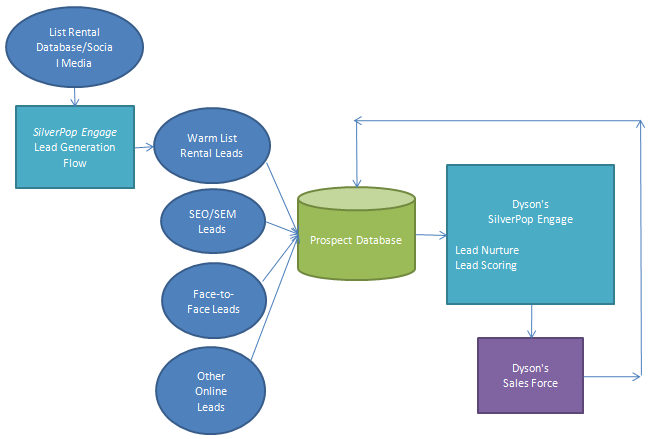 List Rental
Database/Socia
l Media
SilverPop Engage
Lead Generation
Flow
Warm List
Rental Leads
SEO/SEM
Leads
Face-to-
Face Leads
Other
Online
Leads
Prospect Database
Dyson's
SilverPop Engage
Lead Nurture
Lead Scoring
Dyson's
Sales Force